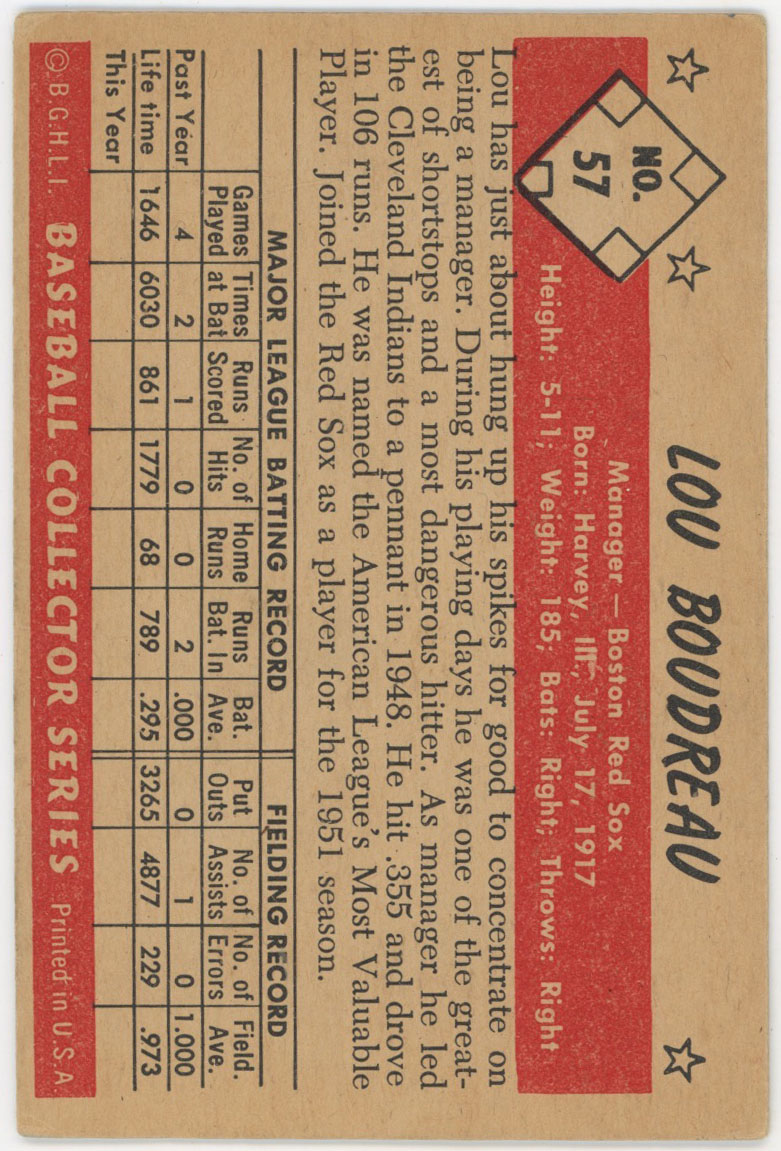 LOU BOUDREAU
NO.
57
Manager — Boston Red Sox
Born: Harvey, Ill., July 17, 1917
Height: 5-11; Weight: 185; Bats: Right; Throws: Right
Lou has just about hung up his spikes for good to concentrate on
being a manager. During his playing days he was one of the great-
est of shortstops and a most dangerous hitter. As manager he led
the Cleveland Indians to a pennant in 1948. He hit .355 and drove
in 106 runs. He was named the American League's Most Valuable
Player. Joined the Red Sox as a player for the 1951 season.
MAJOR LEAGUE BATTING RECORD FIELDING RECORD
Games Times Runs No. of Home Runs Bat. Put No. of No. of Field.
Played at Bat Scored Hits Runs Bat. In Ave. Outs Assists Errors Ave.
Past Year 4 2 1 0 0 2 .000 0 1 0 1.000
Life time 1646 6030 861 1779 68 789 .295 3265 4877 229 .973
This Year
© B.G.H.L.I. BASEBALL COLLECTOR SERIES Printed in U.S.A.